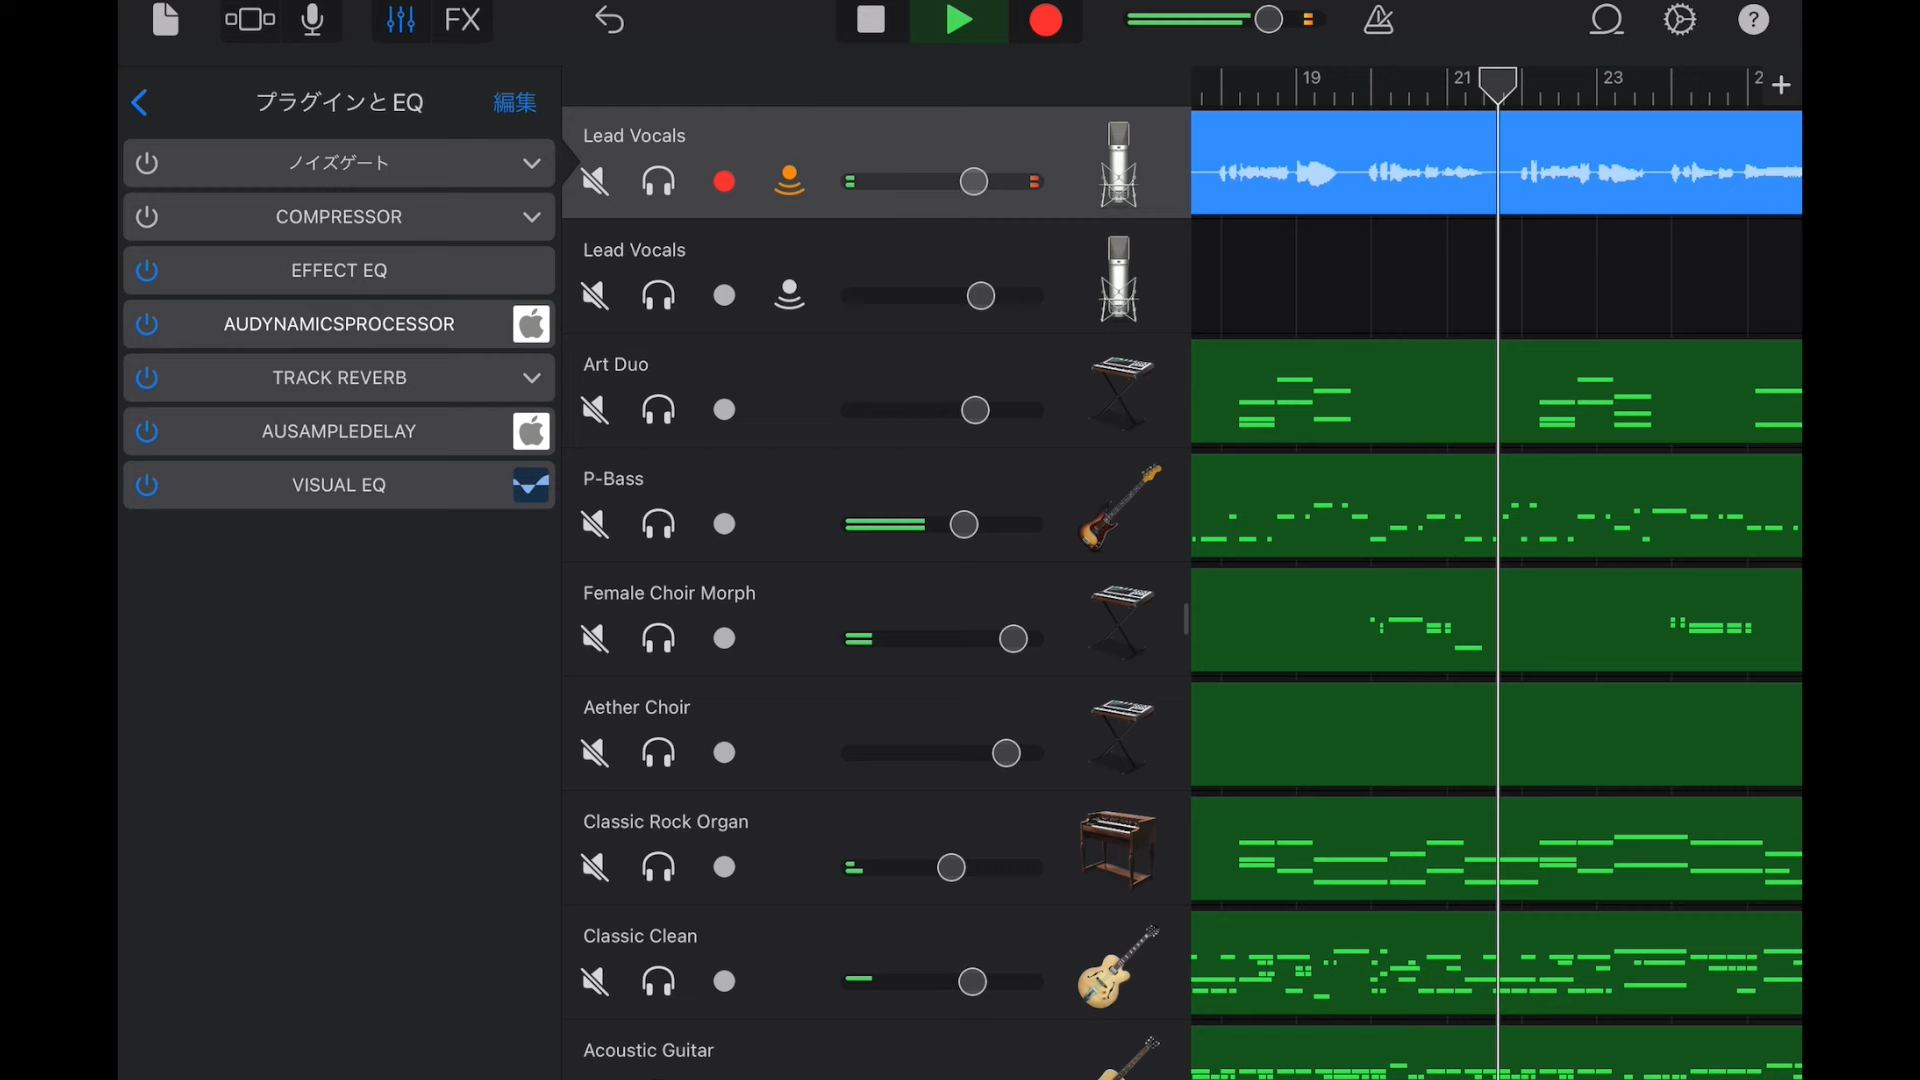 FX
?
19
21
23
2
プラグインとEQ
編集
ノイズゲート
COMPRESSOR
EFFECT EQ
AUDYNAMICSPROCESSOR
TRACK REVERB
AUSAMPLEDELAY
VISUAL EQ
Lead Vocals
Lead Vocals
Art Duo
P-Bass
Female Choir Morph
Aether Choir
Classic Rock Organ
Classic Clean
Acoustic Guitar